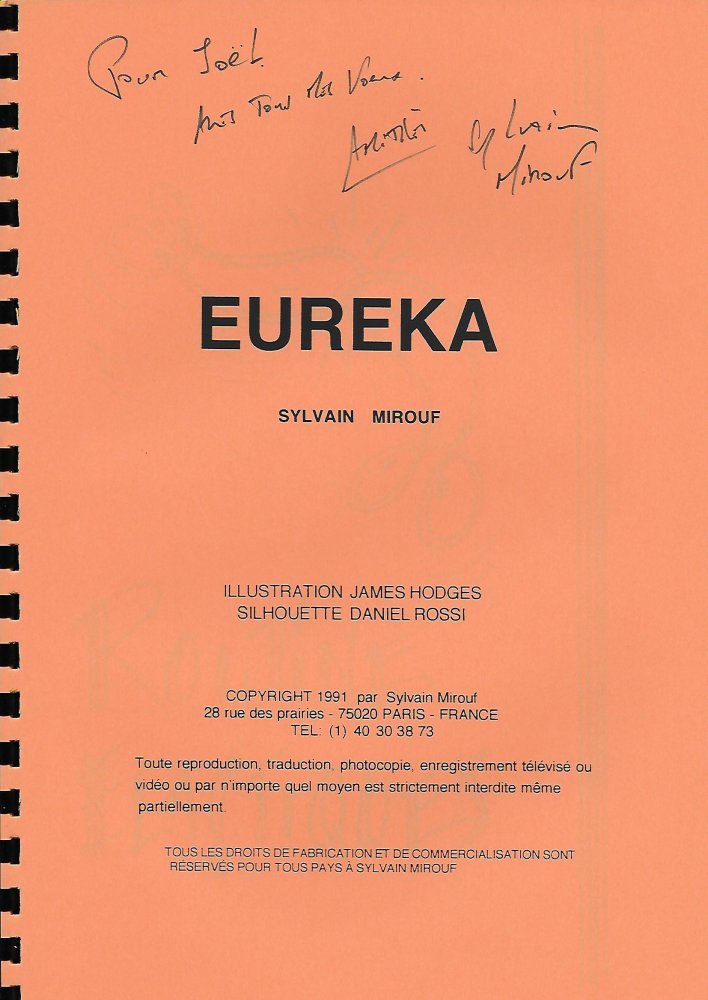 Pour Joël.
Avec Tous mes Voeux.
Amitiés
Sylvain
Mirouf
EUREKA
SYLVAIN MIROUF
ILLUSTRATION JAMES HODGES
SILHOUETTE DANIEL ROSSI
COPYRIGHT 1991 par Sylvain Mirouf
28 rue des prairies - 75020 PARIS - FRANCE
TEL: (1) 40 30 38 73
Toute reproduction, traduction, photocopie, enregistrement télévisé ou
vidéo ou par n'importe quel moyen est strictement interdite même
partiellement.
TOUS LES DROITS DE FABRICATION ET DE COMMERCIALISATION SONT
RÉSERVÉS POUR TOUS PAYS À SYLVAIN MIROUF